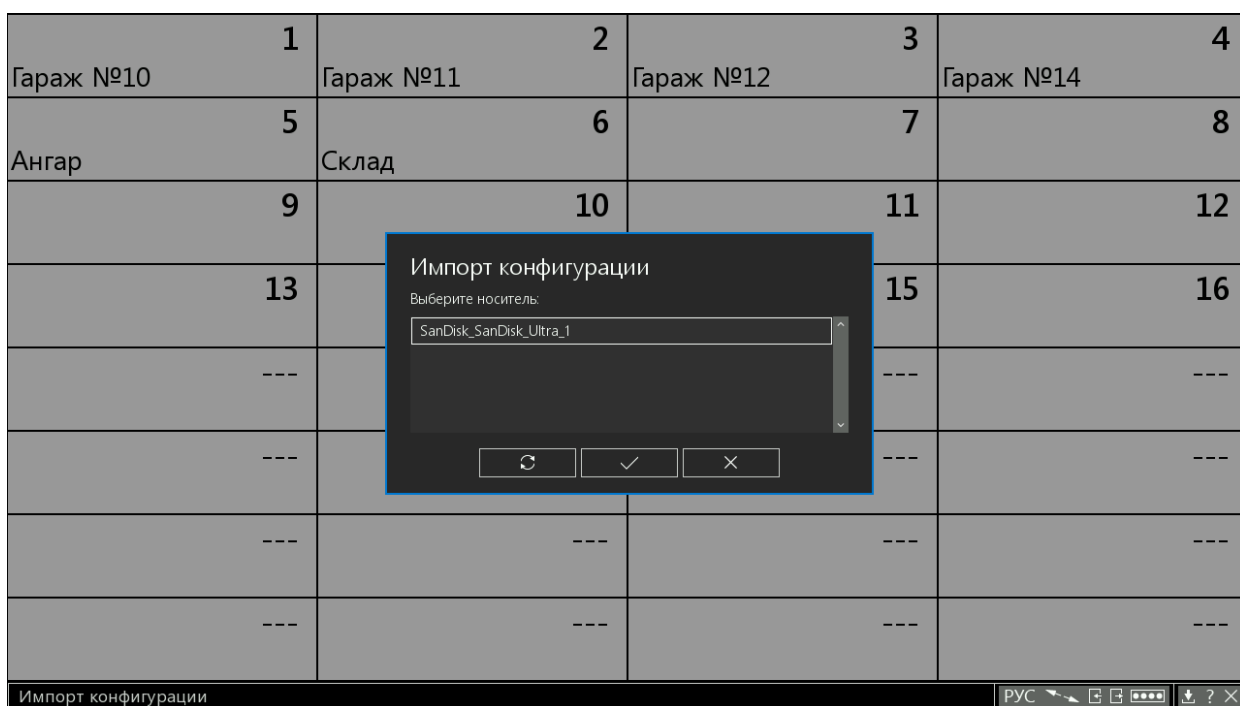 1 2 3 4
Гараж №10 Гараж №11 Гараж №12 Гараж №14
5 6 7 8
Ангар Склад
9 10 11 12
Импорт конфигурации
13 15 16
Выберите носитель:
SanDisk_SanDisk_Ultra_1
--- --- ---
--- --- ---
--- --- --- ---
--- --- --- ---
Импорт конфигурации РУС ? ×